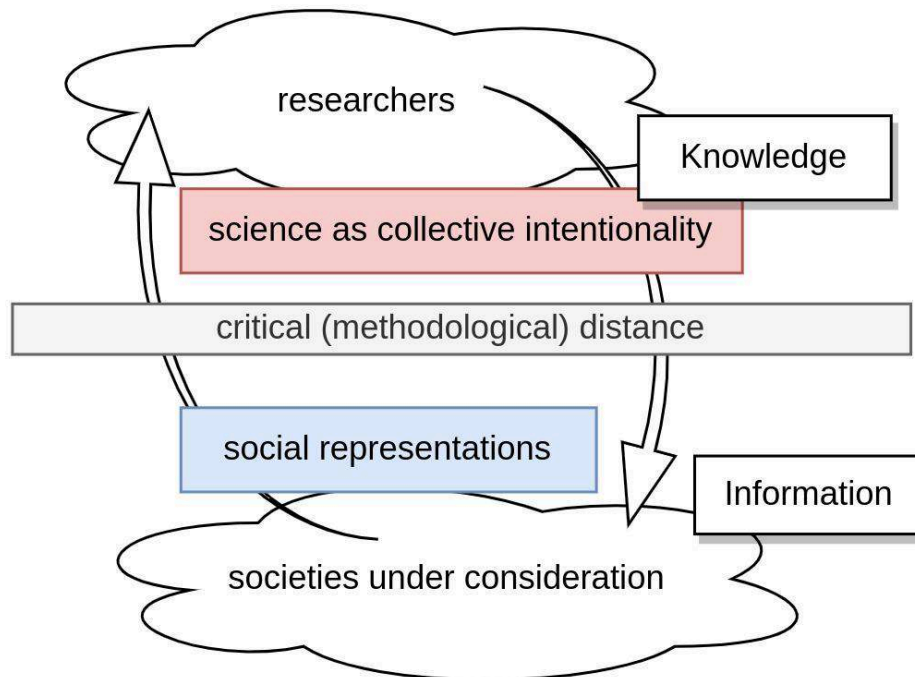 researchers
Knowledge
science as collective intentionality
critical (methodological) distance
social representations
Information
societies under consideration